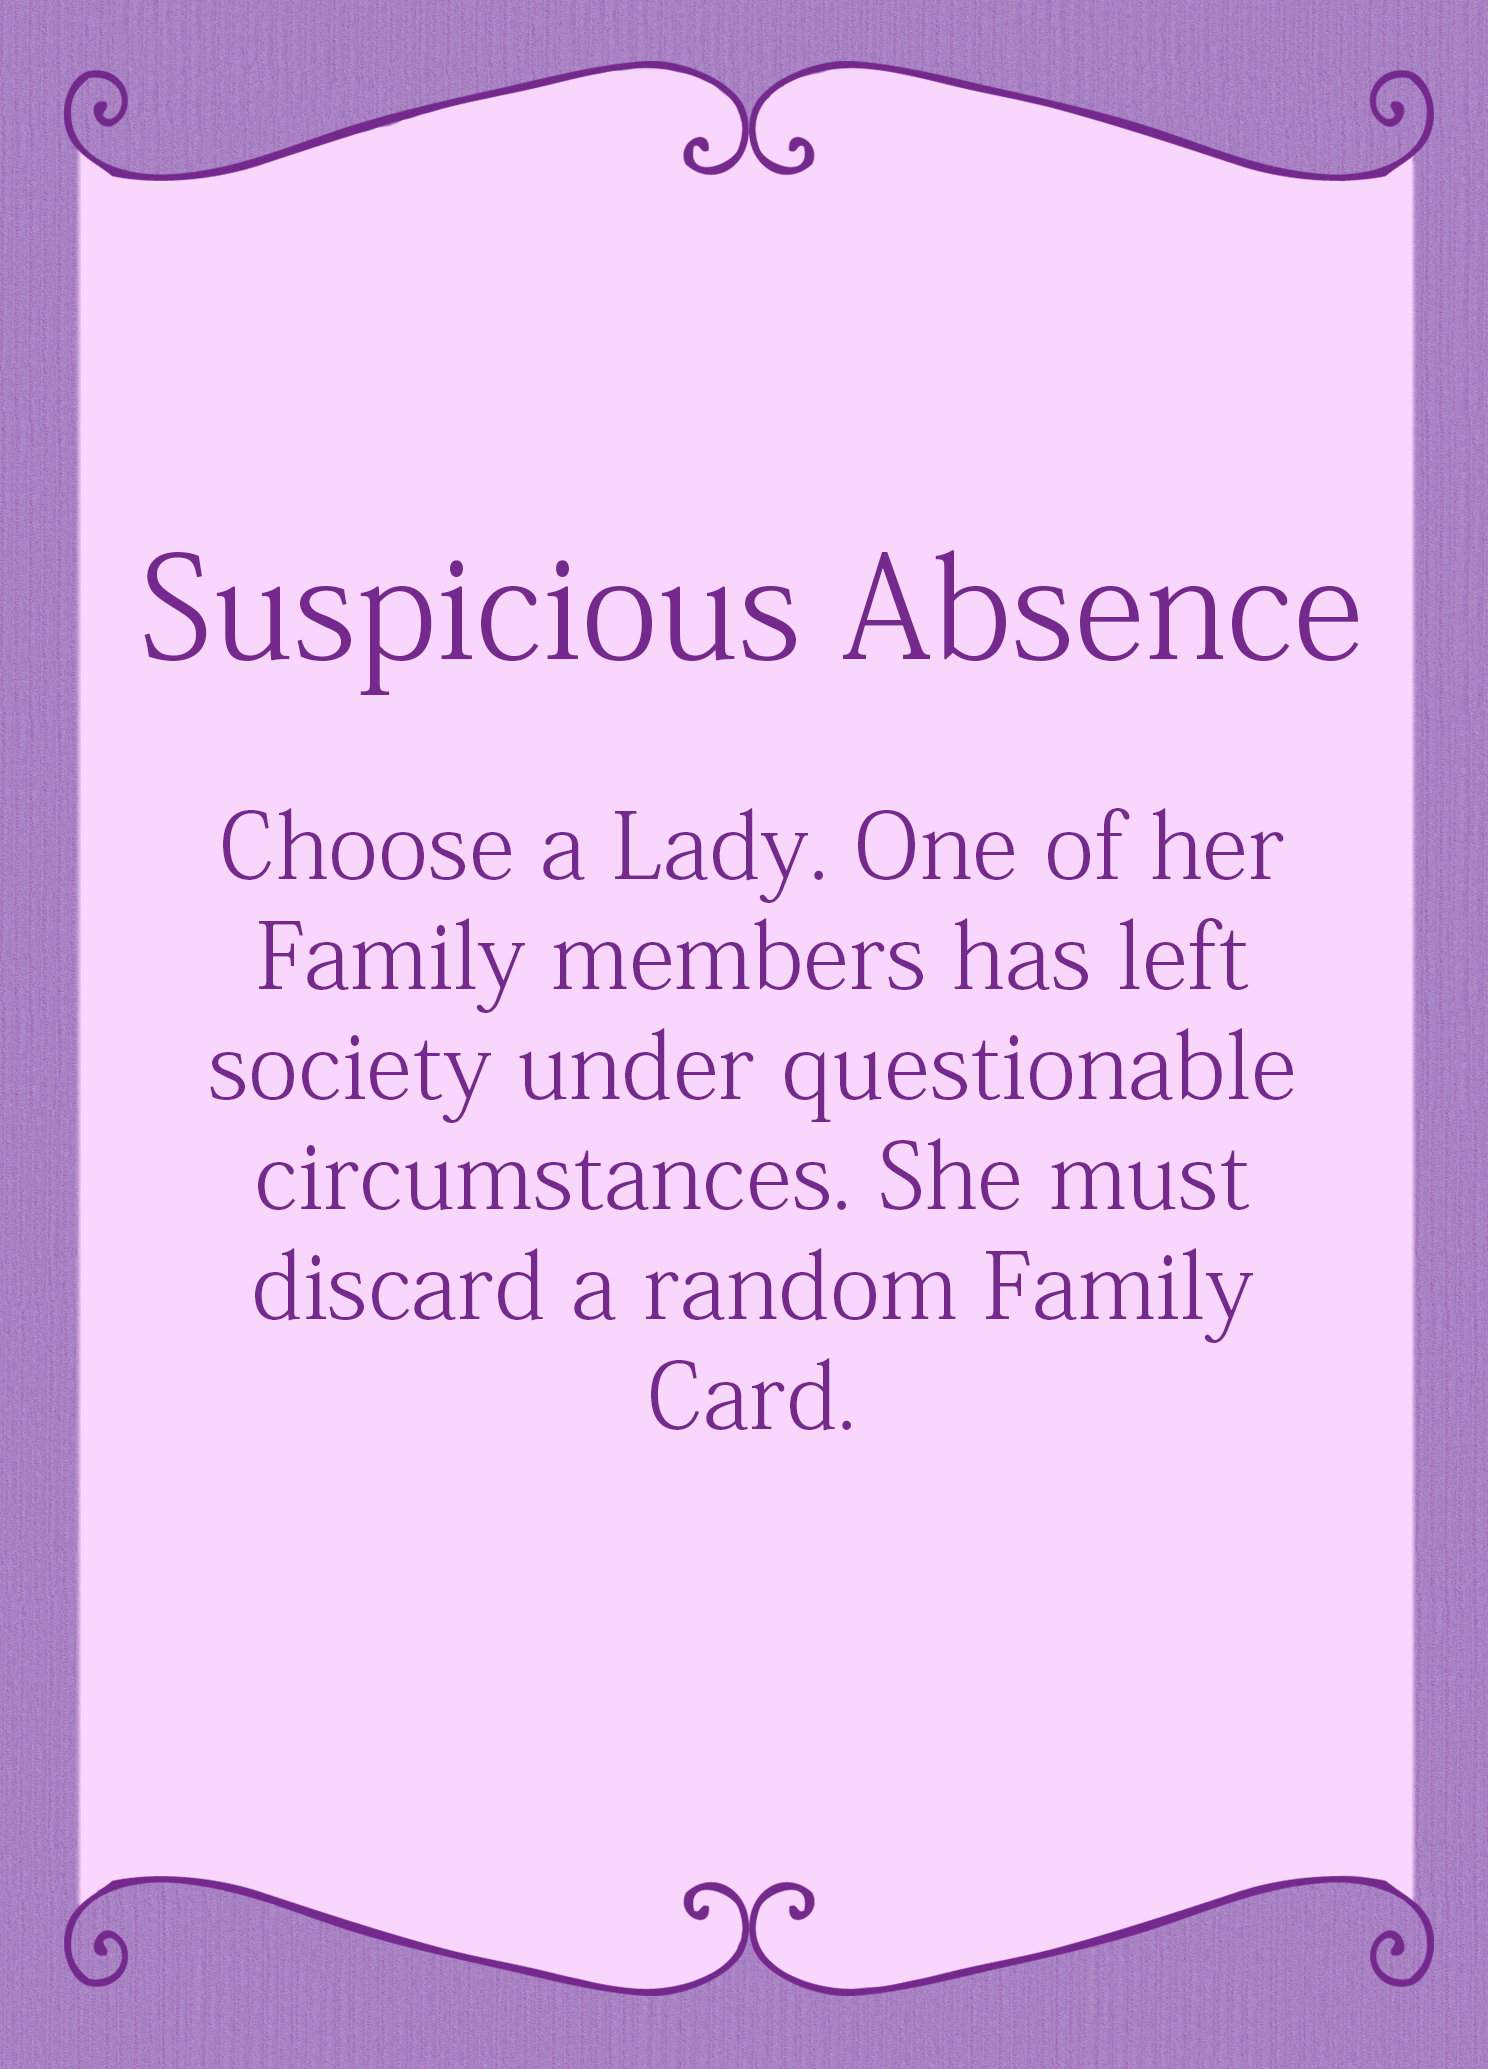 Suspicious Absence
Choose a Lady. One of her
Family members has left
society under questionable
circumstances. She must
discard a random Family
Card.